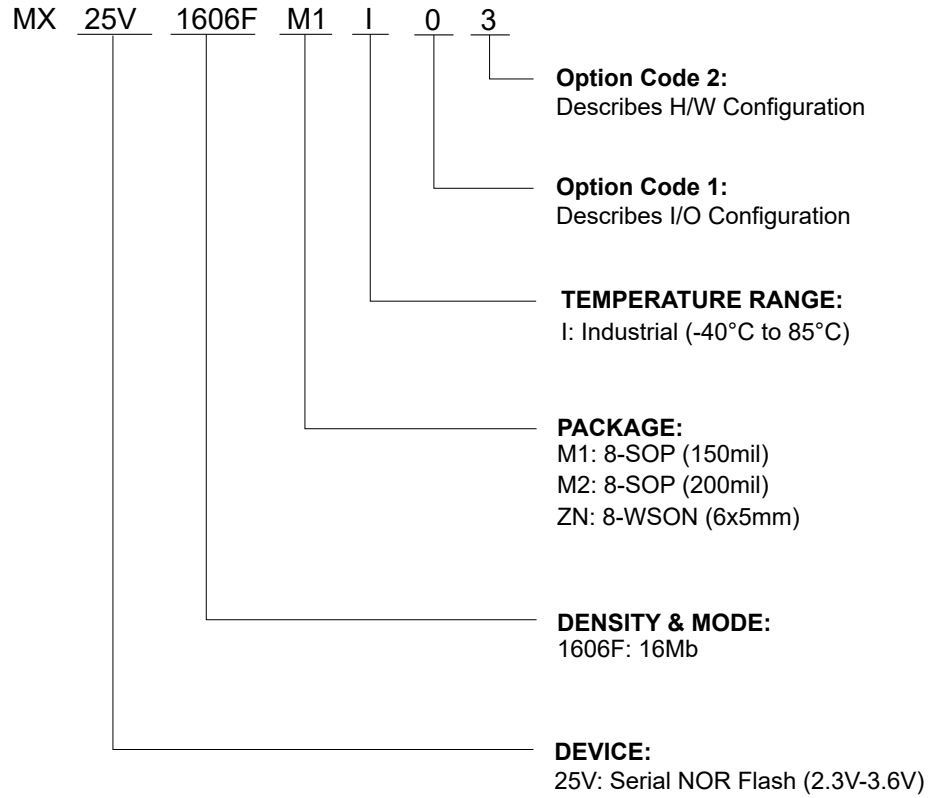 MX 25V 1606F M1 I 0 3
Option Code 2:
Describes H/W Configuration
Option Code 1:
Describes I/O Configuration
TEMPERATURE RANGE:
I: Industrial (-40°C to 85°C)
PACKAGE:
M1: 8-SOP (150mil)
M2: 8-SOP (200mil)
ZN: 8-WSON (6x5mm)
DENSITY & MODE:
1606F: 16Mb
DEVICE:
25V: Serial NOR Flash (2.3V-3.6V)